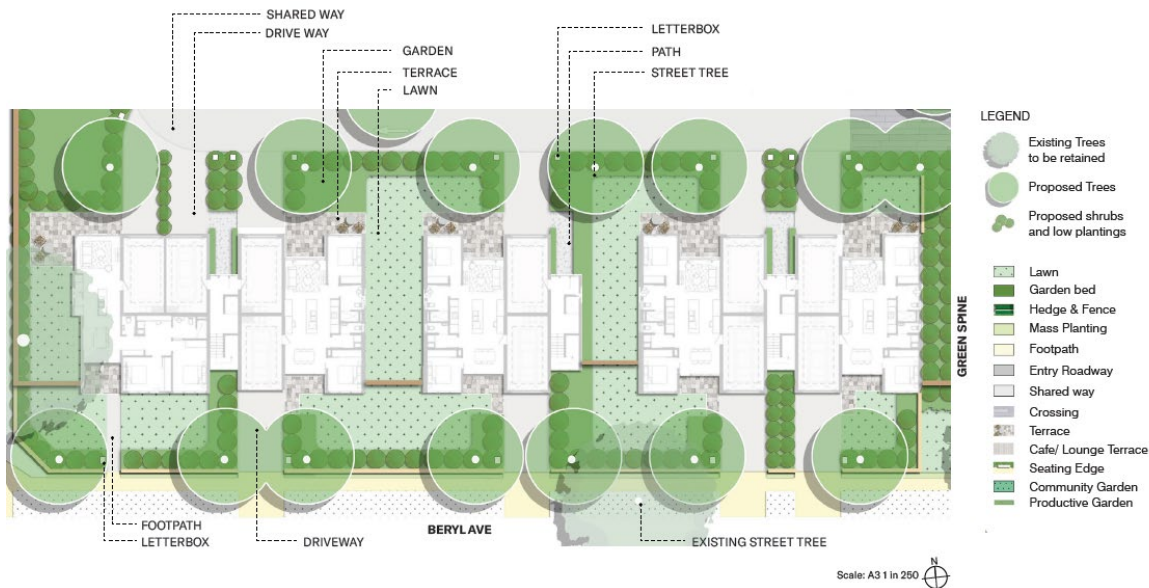 SHARED WAY
DRIVE WAY
GARDEN
TERRACE
LAWN
LETTERBOX
PATH
STREET TREE
LEGEND
Existing Trees
to be retained
Proposed Trees
Proposed shrubs
and low plantings
Lawn
Garden bed
Hedge & Fence
Mass Planting
Footpath
Entry Roadway
Shared way
Crossing
Terrace
Cafe/ Lounge Terrace
Seating Edge
Community Garden
Productive Garden
GREEN SPINE
FOOTPATH
LETTERBOX
DRIVEWAY
BERYL AVE
EXISTING STREET TREE
Scale: A3 1 in 250
N